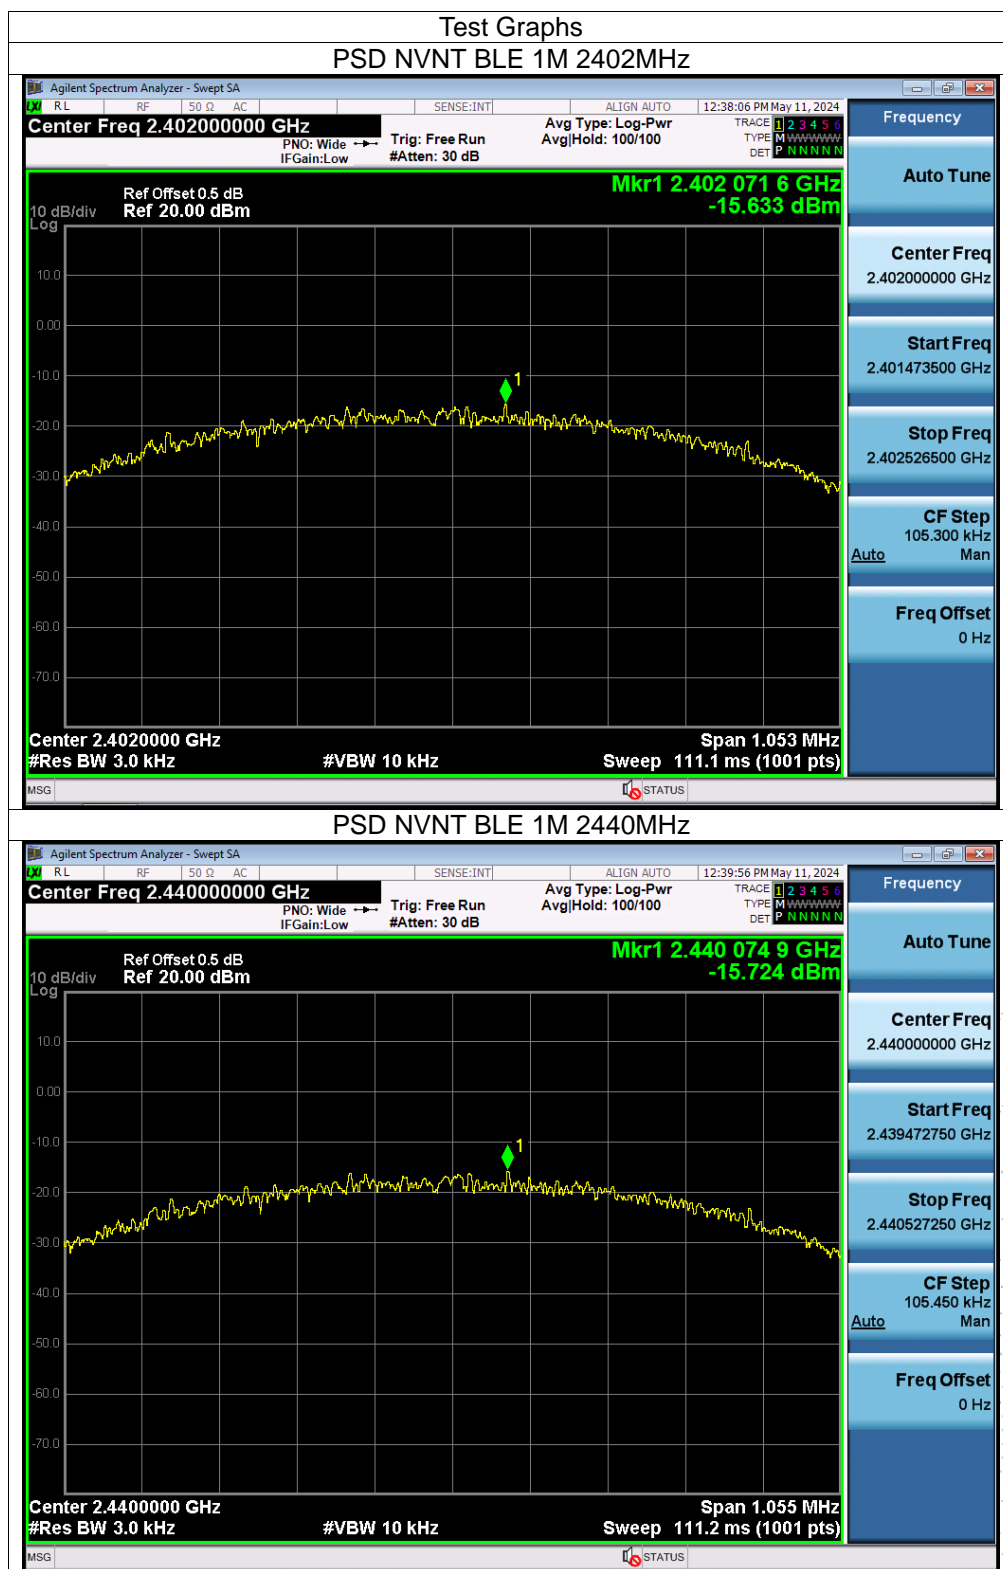 Test Graphs
PSD NVNT BLE 1M 2402MHz
Agilent Spectrum Analyzer - Swept SA
LXI RL RF 50 Ω AC SENSE:INT ALIGN AUTO 12:38:06 PM May 11, 2024
Center Freq 2.402000000 GHz
PNO: Wide
IFGain:Low
Trig: Free Run
#Atten: 30 dB
Avg Type: Log-Pwr
Avg|Hold: 100/100
TRACE 1 2 3 4 5 6
TYPE M WWWWW
DET P N N N N N
Mkr1 2.402 071 6 GHz
-15.633 dBm
Ref Offset 0.5 dB
10 dB/div Ref 20.00 dBm
Log
10.0
0.00
-10.0
1
-20.0
-30.0
-40.0
-50.0
-60.0
-70.0
Center 2.4020000 GHz Span 1.053 MHz
#Res BW 3.0 kHz #VBW 10 kHz Sweep 111.1 ms (1001 pts)
MSG STATUS
Frequency
Auto Tune
Center Freq
2.402000000 GHz
Start Freq
2.401473500 GHz
Stop Freq
2.402526500 GHz
CF Step
105.300 kHz
Auto Man
Freq Offset
0 Hz
PSD NVNT BLE 1M 2440MHz
Agilent Spectrum Analyzer - Swept SA
LXI RL RF 50 Ω AC SENSE:INT ALIGN AUTO 12:39:56 PM May 11, 2024
Center Freq 2.440000000 GHz
PNO: Wide
IFGain:Low
Trig: Free Run
#Atten: 30 dB
Avg Type: Log-Pwr
Avg|Hold: 100/100
TRACE 1 2 3 4 5 6
TYPE M WWWWW
DET P N N N N N
Mkr1 2.440 074 9 GHz
-15.724 dBm
Ref Offset 0.5 dB
10 dB/div Ref 20.00 dBm
Log
10.0
0.00
-10.0
1
-20.0
-30.0
-40.0
-50.0
-60.0
-70.0
Center 2.4400000 GHz Span 1.055 MHz
#Res BW 3.0 kHz #VBW 10 kHz Sweep 111.2 ms (1001 pts)
MSG STATUS
Frequency
Auto Tune
Center Freq
2.440000000 GHz
Start Freq
2.439472750 GHz
Stop Freq
2.440527250 GHz
CF Step
105.450 kHz
Auto Man
Freq Offset
0 Hz